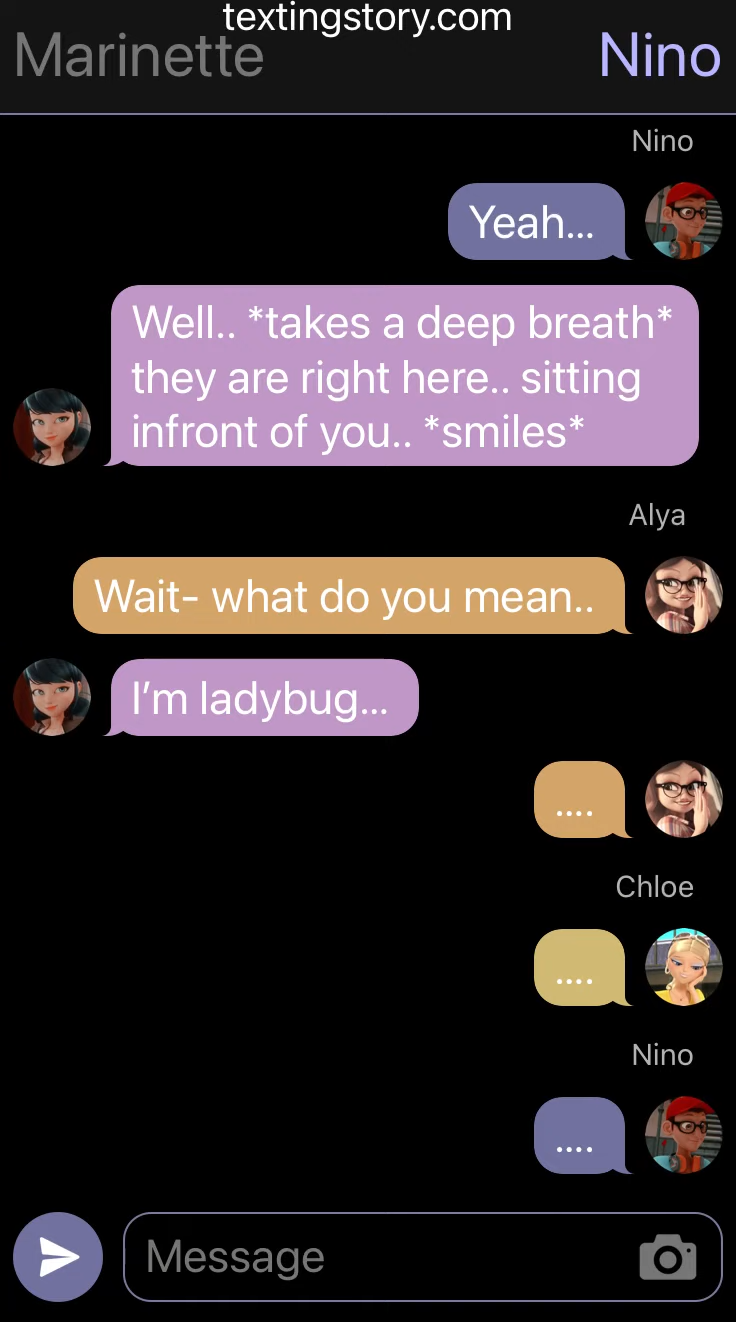 textingstory.com
Marinette Nino
Nino
Yeah...
Well.. *takes a deep breath*
they are right here.. sitting
infront of you.. *smiles*
Alya
Wait- what do you mean..
I’m ladybug...
....
Chloe
....
Nino
....
Message